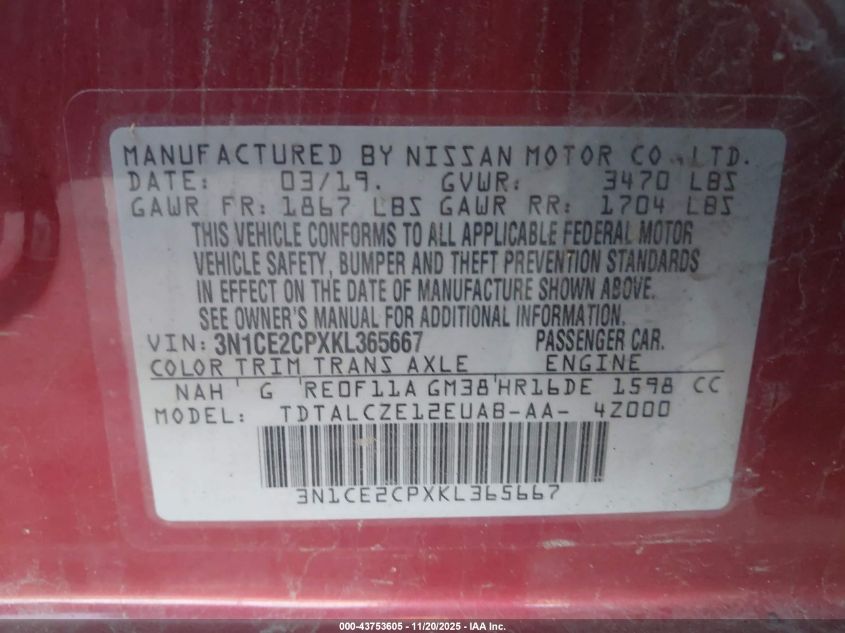 MANUFACTURED BY NISSAN MOTOR CO.,LTD.
DATE: 03/19. GVWR: 3470 LBS
GAWR FR: 1867 LBS GAWR RR: 1704 LBS
THIS VEHICLE CONFORMS TO ALL APPLICABLE FEDERAL MOTOR
VEHICLE SAFETY, BUMPER AND THEFT PREVENTION STANDARDS
IN EFFECT ON THE DATE OF MANUFACTURE SHOWN ABOVE.
SEE OWNER'S MANUAL FOR ADDITIONAL INFORMATION.
VIN: 3N1CE2CPXKL365667 PASSENGER CAR.
COLOR TRIM TRANS AXLE ENGINE
NAH G RE0F11A GM38 HR16DE 1598 CC
MODEL: TDTALCZE12EUA8-AA- 4Z000
3N1CE2CPXKL365667
000-43753605 - 11/20/2025 - IAA Inc.